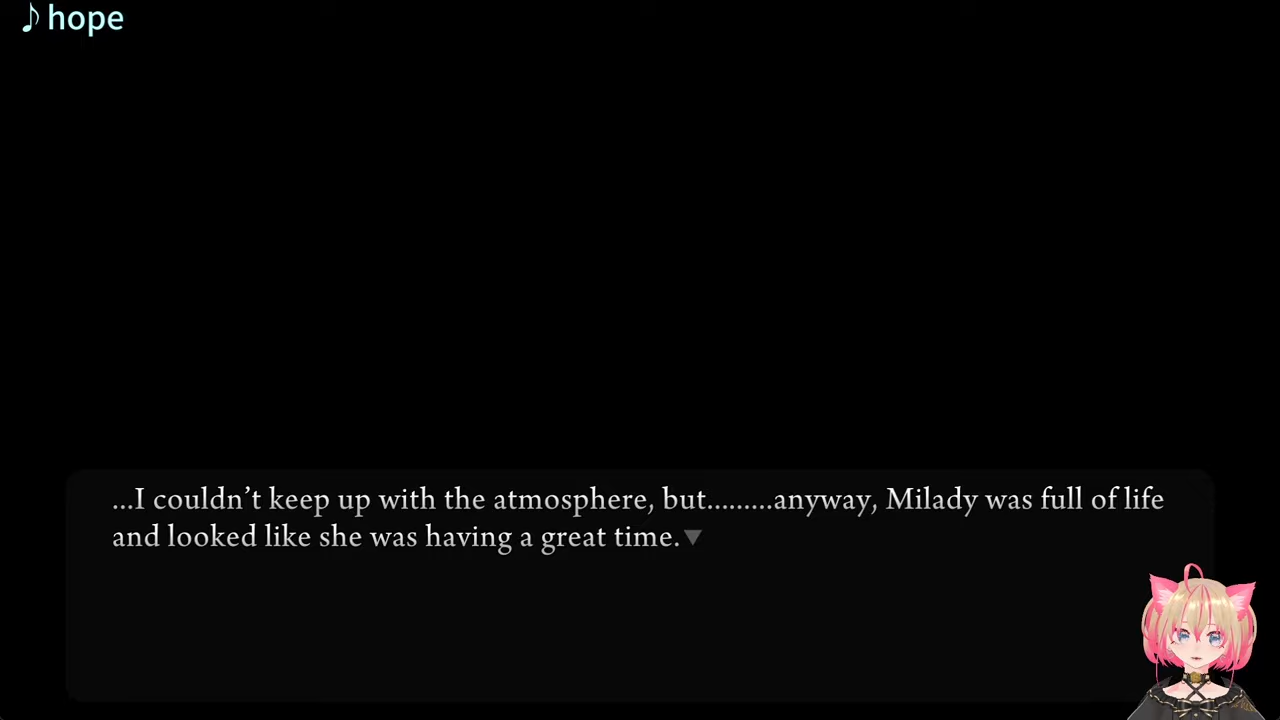 ♪hope
...I couldn’t keep up with the atmosphere, but.........anyway, Milady was full of life
and looked like she was having a great time.▼